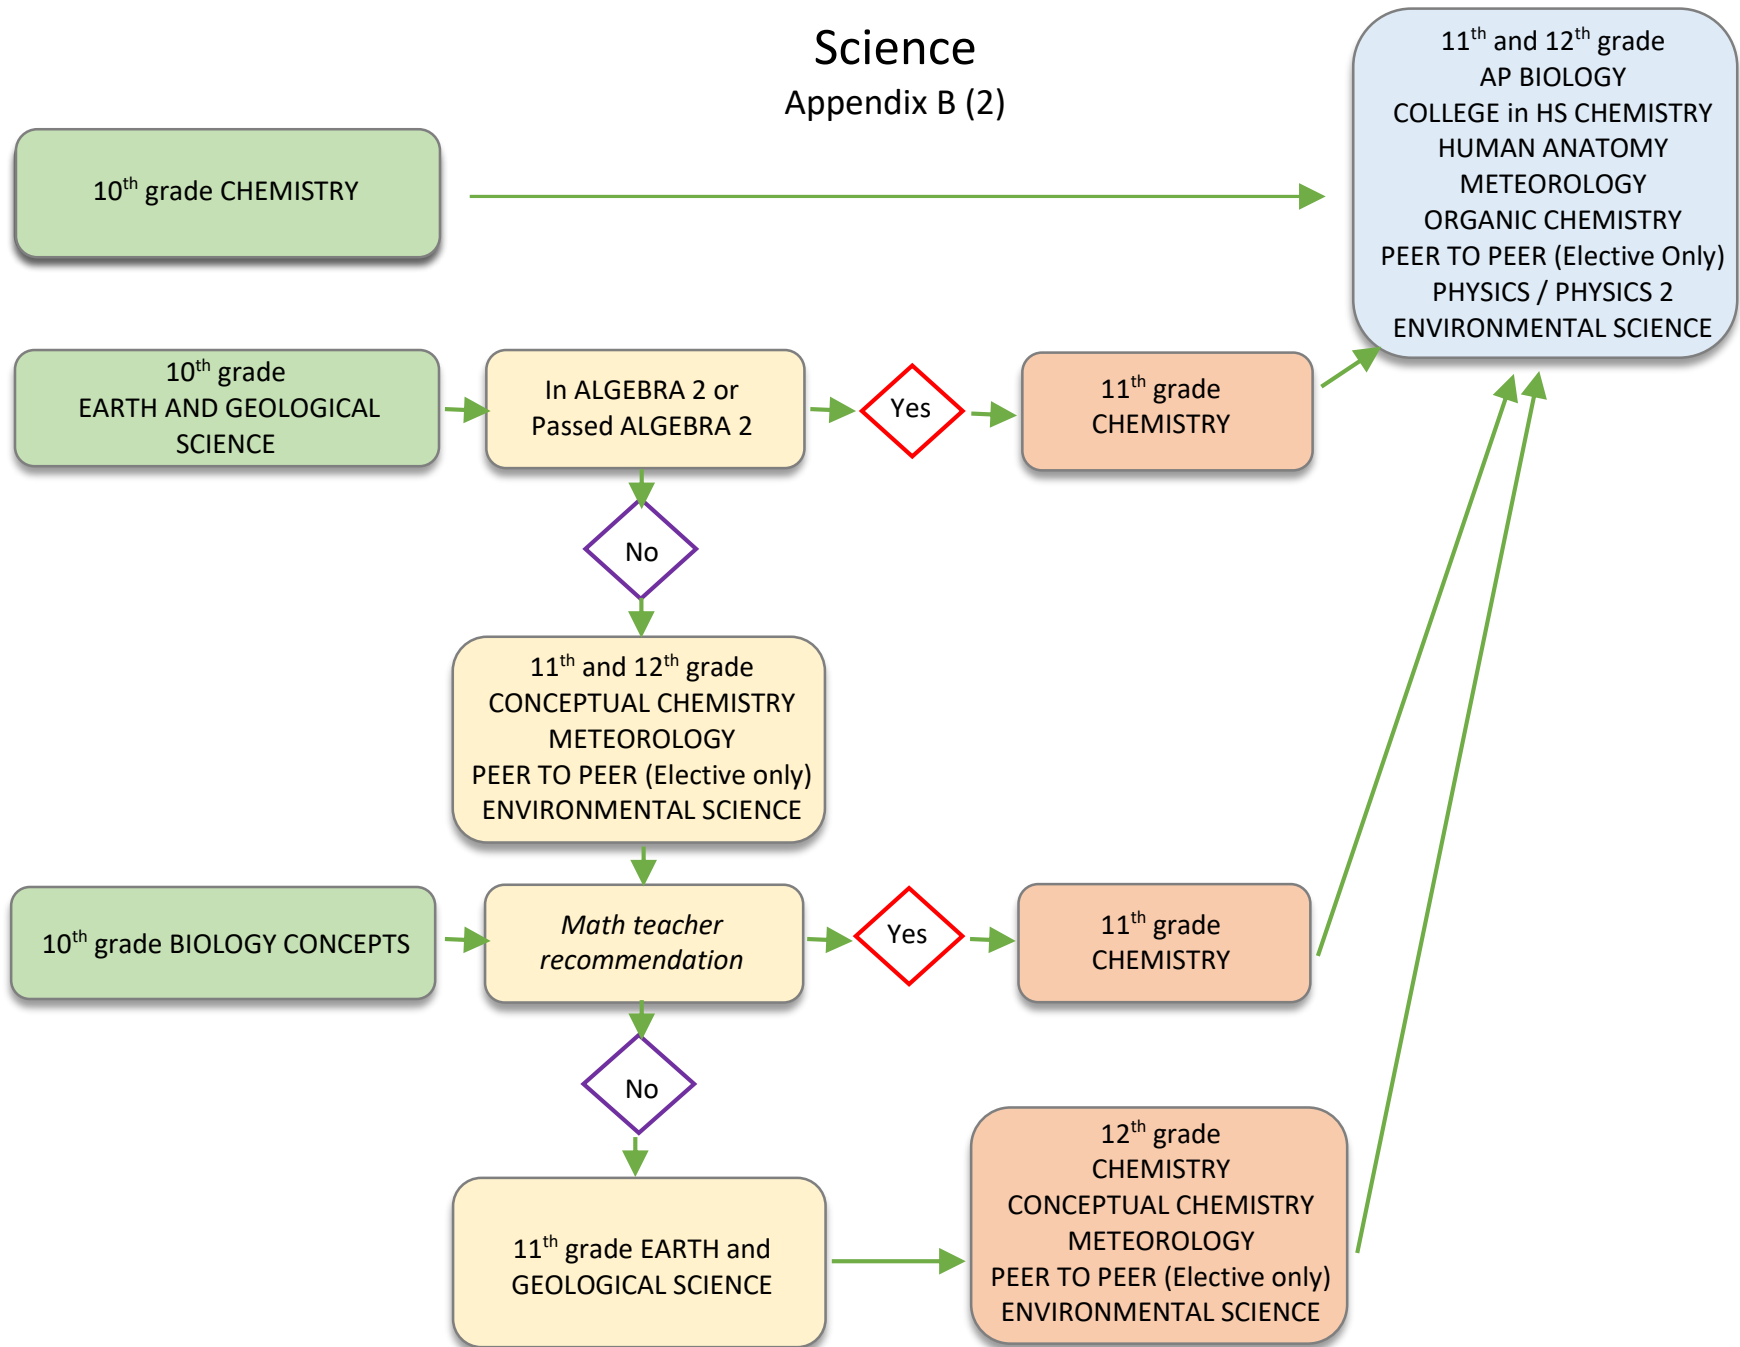 Science
Appendix B (2)
11th and 12th grade
AP BIOLOGY
COLLEGE in HS CHEMISTRY
HUMAN ANATOMY
METEOROLOGY
ORGANIC CHEMISTRY
PEER TO PEER (Elective Only)
PHYSICS / PHYSICS 2
ENVIRONMENTAL SCIENCE
10th grade CHEMISTRY
10th grade
EARTH AND GEOLOGICAL
SCIENCE
In ALGEBRA 2 or
Passed ALGEBRA 2
Yes
11th grade
CHEMISTRY
No
11th and 12th grade
CONCEPTUAL CHEMISTRY
METEOROLOGY
PEER TO PEER (Elective only)
ENVIRONMENTAL SCIENCE
10th grade BIOLOGY CONCEPTS
Math teacher
recommendation
Yes
11th grade
CHEMISTRY
No
11th grade EARTH and
GEOLOGICAL SCIENCE
12th grade
CHEMISTRY
CONCEPTUAL CHEMISTRY
METEOROLOGY
PEER TO PEER (Elective only)
ENVIRONMENTAL SCIENCE